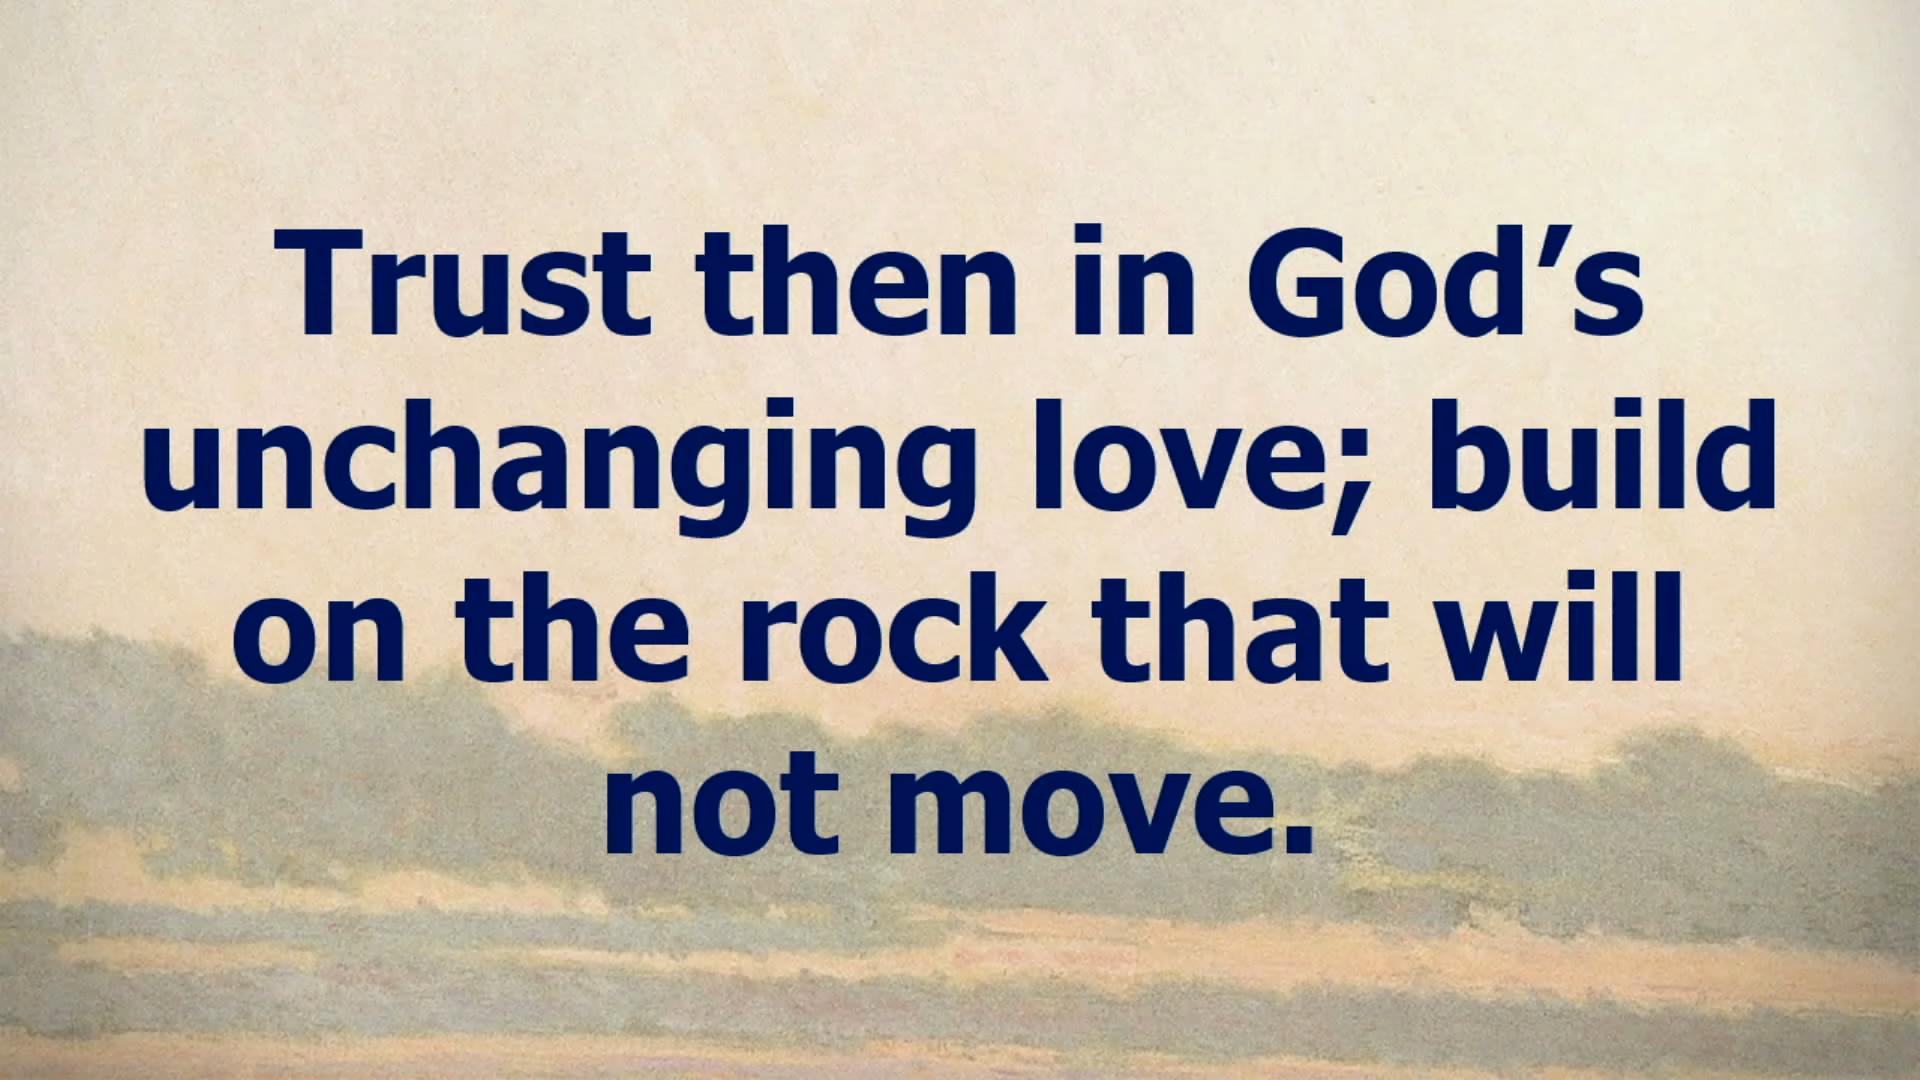 Trust then in God’s
unchanging love; build
on the rock that will
not move.